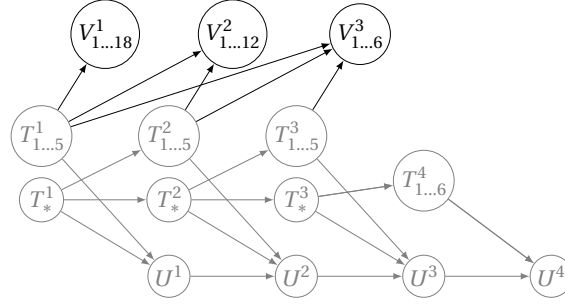 V^1_{1...18} V^2_{1...12} V^3_{1...6}
T^1_{1...5} T^2_{1...5} T^3_{1...5}
T^4_{1...6}
T^1_* T^2_* T^3_*
U^1 U^2 U^3 U^4